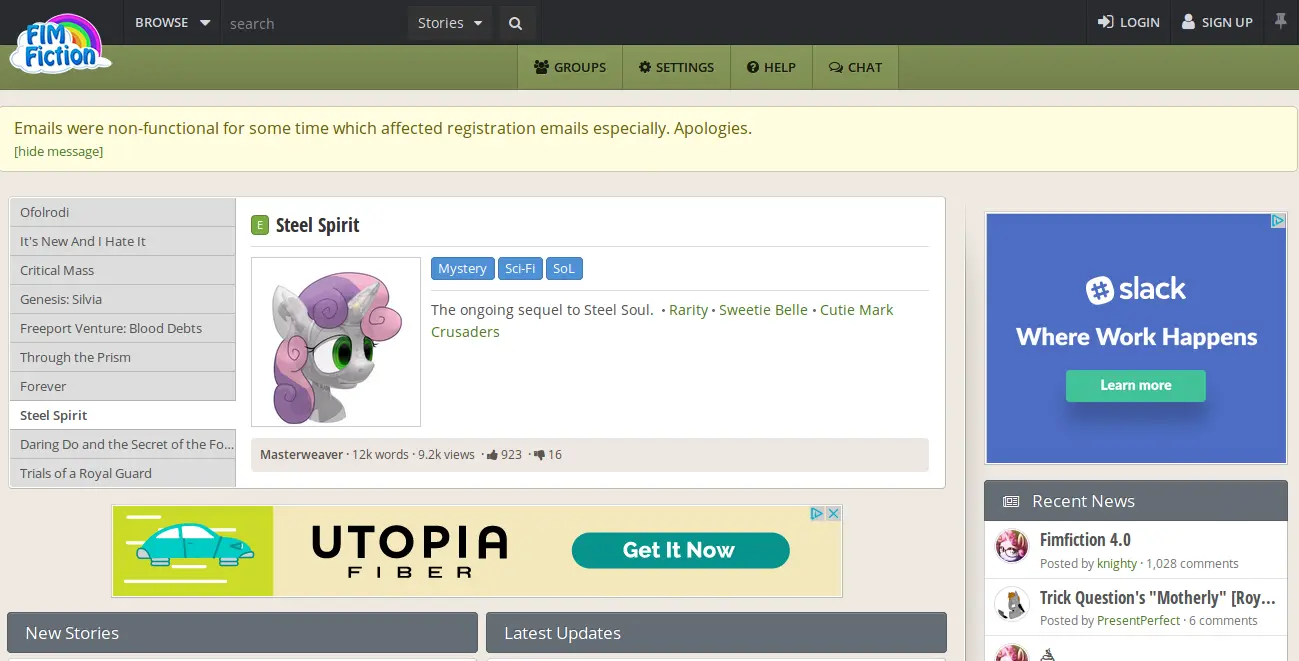 FIM
Fiction
BROWSE
search
Stories
LOGIN
SIGN UP
GROUPS
SETTINGS
HELP
CHAT
Emails were non-functional for some time which affected registration emails especially. Apologies.
[hide message]
Ofolrodi
It's New And I Hate It
Critical Mass
Genesis: Silvia
Freeport Venture: Blood Debts
Through the Prism
Forever
Steel Spirit
Daring Do and the Secret of the Fo...
Trials of a Royal Guard
E Steel Spirit
Mystery Sci-Fi SoL
The ongoing sequel to Steel Soul. • Rarity • Sweetie Belle • Cutie Mark
Crusaders
Masterweaver · 12k words · 9.2k views · 923 · 16
slack
Where Work Happens
Learn more
UTOPIA
FIBER
Get It Now
Recent News
Fimfiction 4.0
Posted by knighty · 1,028 comments
Trick Question's "Motherly" [Roy...
Posted by PresentPerfect · 6 comments
New Stories
Latest Updates